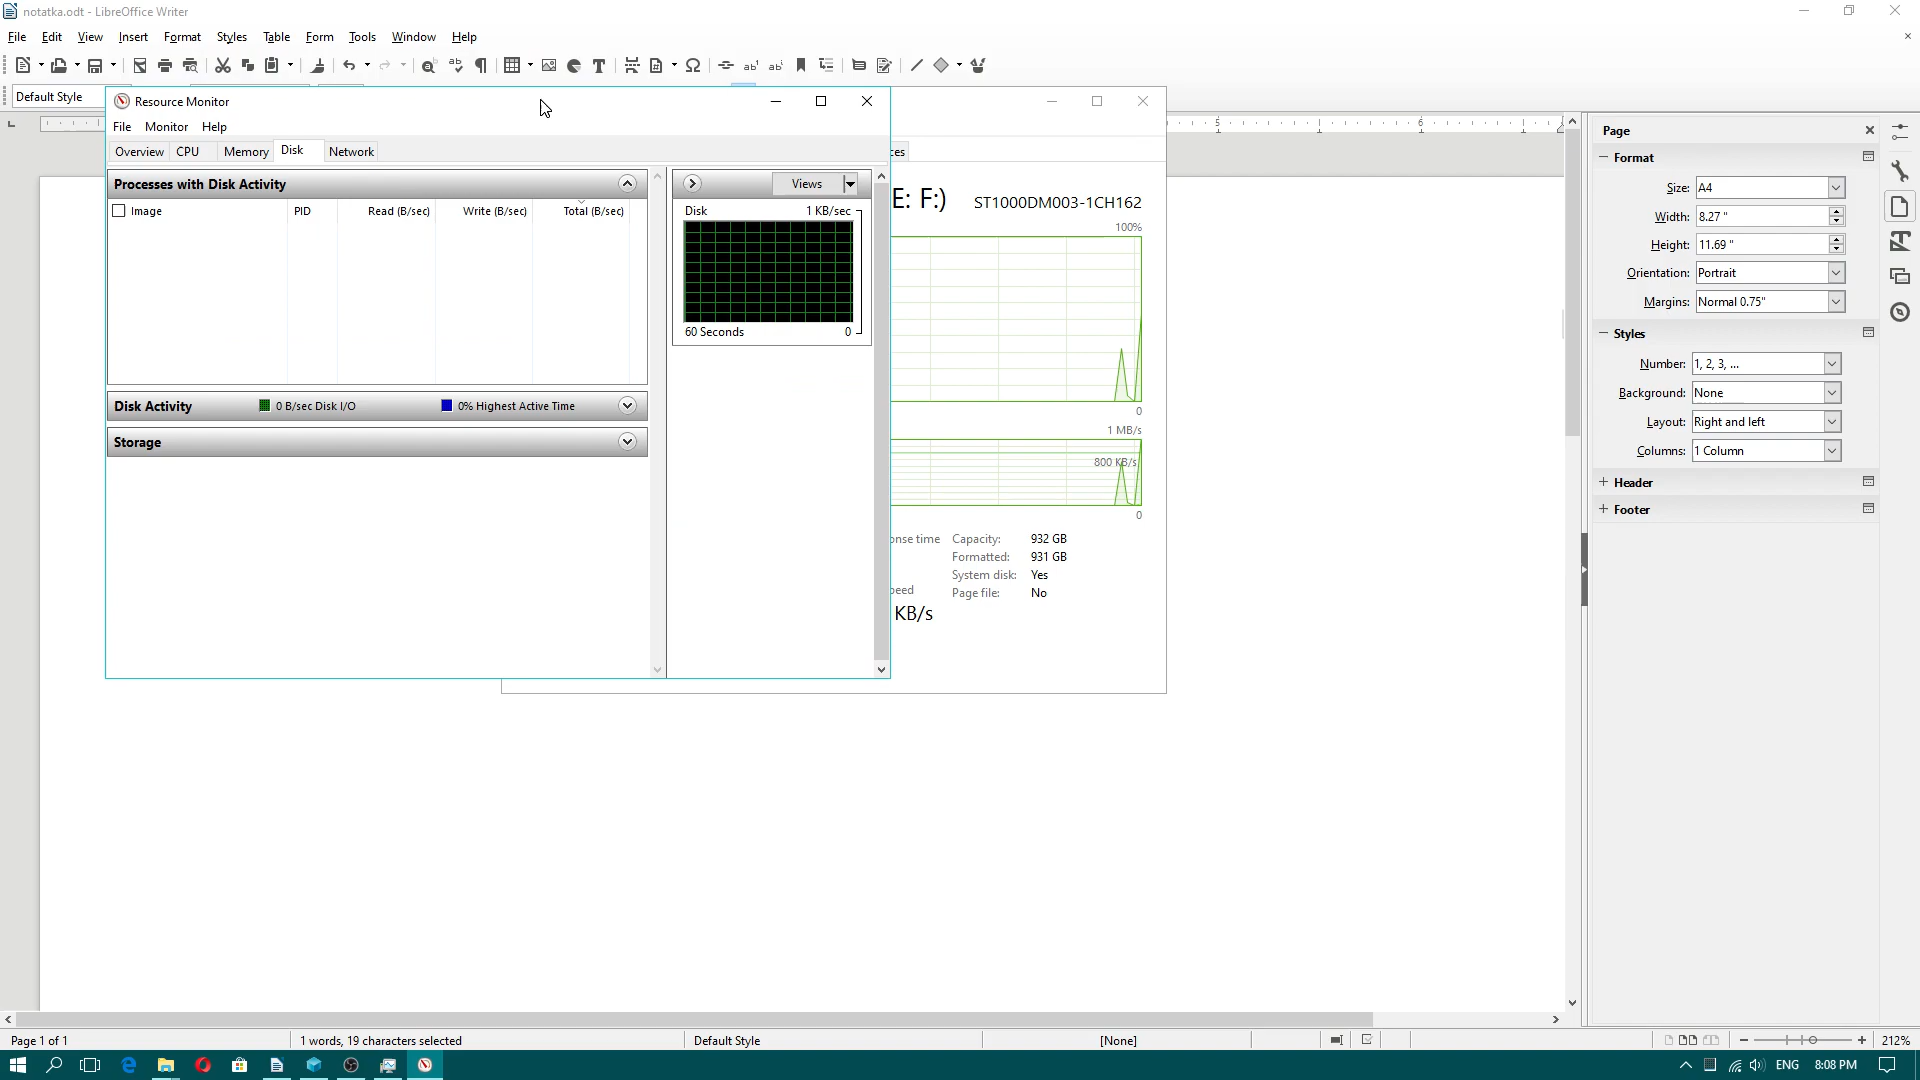 notatka.odt - LibreOffice Writer
File Edit View Insert Format Styles Table Form Tools Window Help
Default Style
Resource Monitor
File Monitor Help
Overview CPU Memory Disk Network
Processes with Disk Activity
Image PID Read (B/sec) Write (B/sec) Total (B/sec)
Disk Activity 0 B/sec Disk I/O 0% Highest Active Time
Storage
Views
Disk 1 KB/sec
60 Seconds 0
ces
E: F:) ST1000DM003-1CH162
100%
0
1 MB/s
800 KB/s
0
onse time Capacity: 932 GB
Formatted: 931 GB
System disk: Yes
peed Page file: No
KB/s
5 6
Page
Format
Size: A4
Width: 8.27 "
Height: 11.69 "
Orientation: Portrait
Margins: Normal 0.75"
Styles
Number: 1, 2, 3, ...
Background: None
Layout: Right and left
Columns: 1 Column
Header
Footer
Page 1 of 1 1 words, 19 characters selected Default Style [None] 212%
ENG 8:08 PM